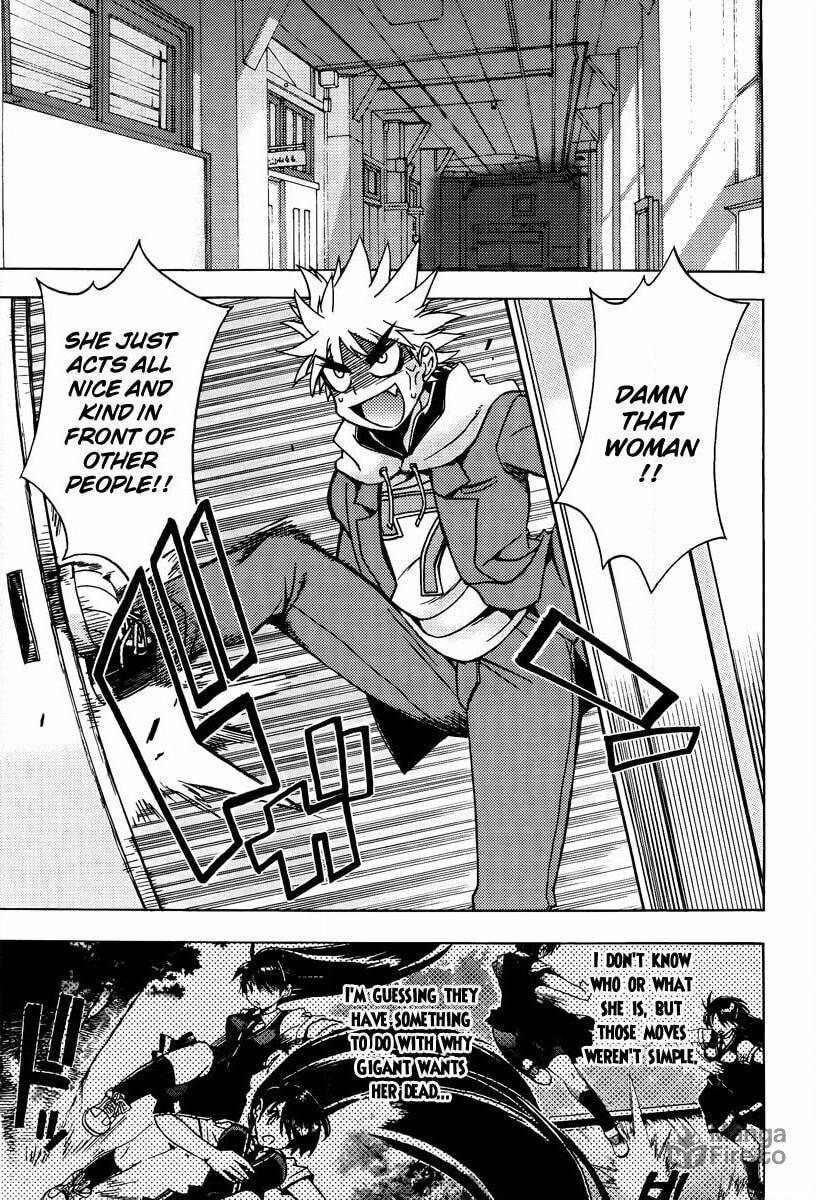 DAMN
THAT
WOMAN
!!
SHE JUST
ACTS ALL
NICE AND
KIND IN
FRONT OF
OTHER
PEOPLE!!
I DON'T KNOW
WHO OR WHAT
SHE IS, BUT
THOSE MOVES
WEREN'T SIMPLE.
I'M GUESSING THEY
HAVE SOMETHING
TO DO WITH WHY
GIGANT WANTS
HER DEAD...